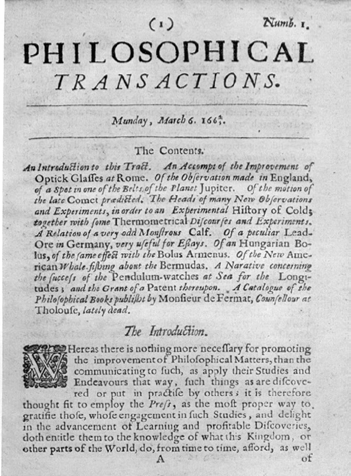 (1) Numb. 1.
PHILOSOPHICAL
TRANSACTIONS.
Munday, March 6. 166⁴⁄₅.
The Contents.
An Introduction to this Tract. An Accompt of the Improvement of
Optick Glasses at Rome. Of the Observation made in England,
of a Spot in one of the Belts of the Planet Jupiter. Of the motion of
the late Comet prædicted. The Heads of many New Observations
and Experiments, in order to an Experimental History of Cold;
together with some Thermometrical Discourses and Experiments.
A Relation of a very odd Monstrous Calf. Of a peculiar Lead-
Ore in Germany, very useful for Essays. Of an Hungarian Bo-
lus, of the same effect with the Bolus Armenus. Of the New Ame-
rican Whale-fishing about the Bermudas. A Narative concerning
the success of the Pendulum-watches at Sea for the Longi-
tudes; and the Grant of a Patent thereupon. A Catalogue of the
Philosophical Books publisht by Monsieur de Fermat, Counsellour at
Tholouse, lately dead.
The Introduction.
WHereas there is nothing more necessary for promoting
the improvement of Philosophical Matters, than the
communicating to such, as apply their Studies and
Endeavours that way, such things as are discove-
red or put in practise by others; it is therefore
thought fit to employ the Press, as the most proper way to
gratifie those, whose engagement in such Studies, and delight
in the advancement of Learning and profitable Discoveries,
doth entitle them to the knowledge of what this Kingdom, or
other parts of the World, do, from time to time, afford, as well
A of